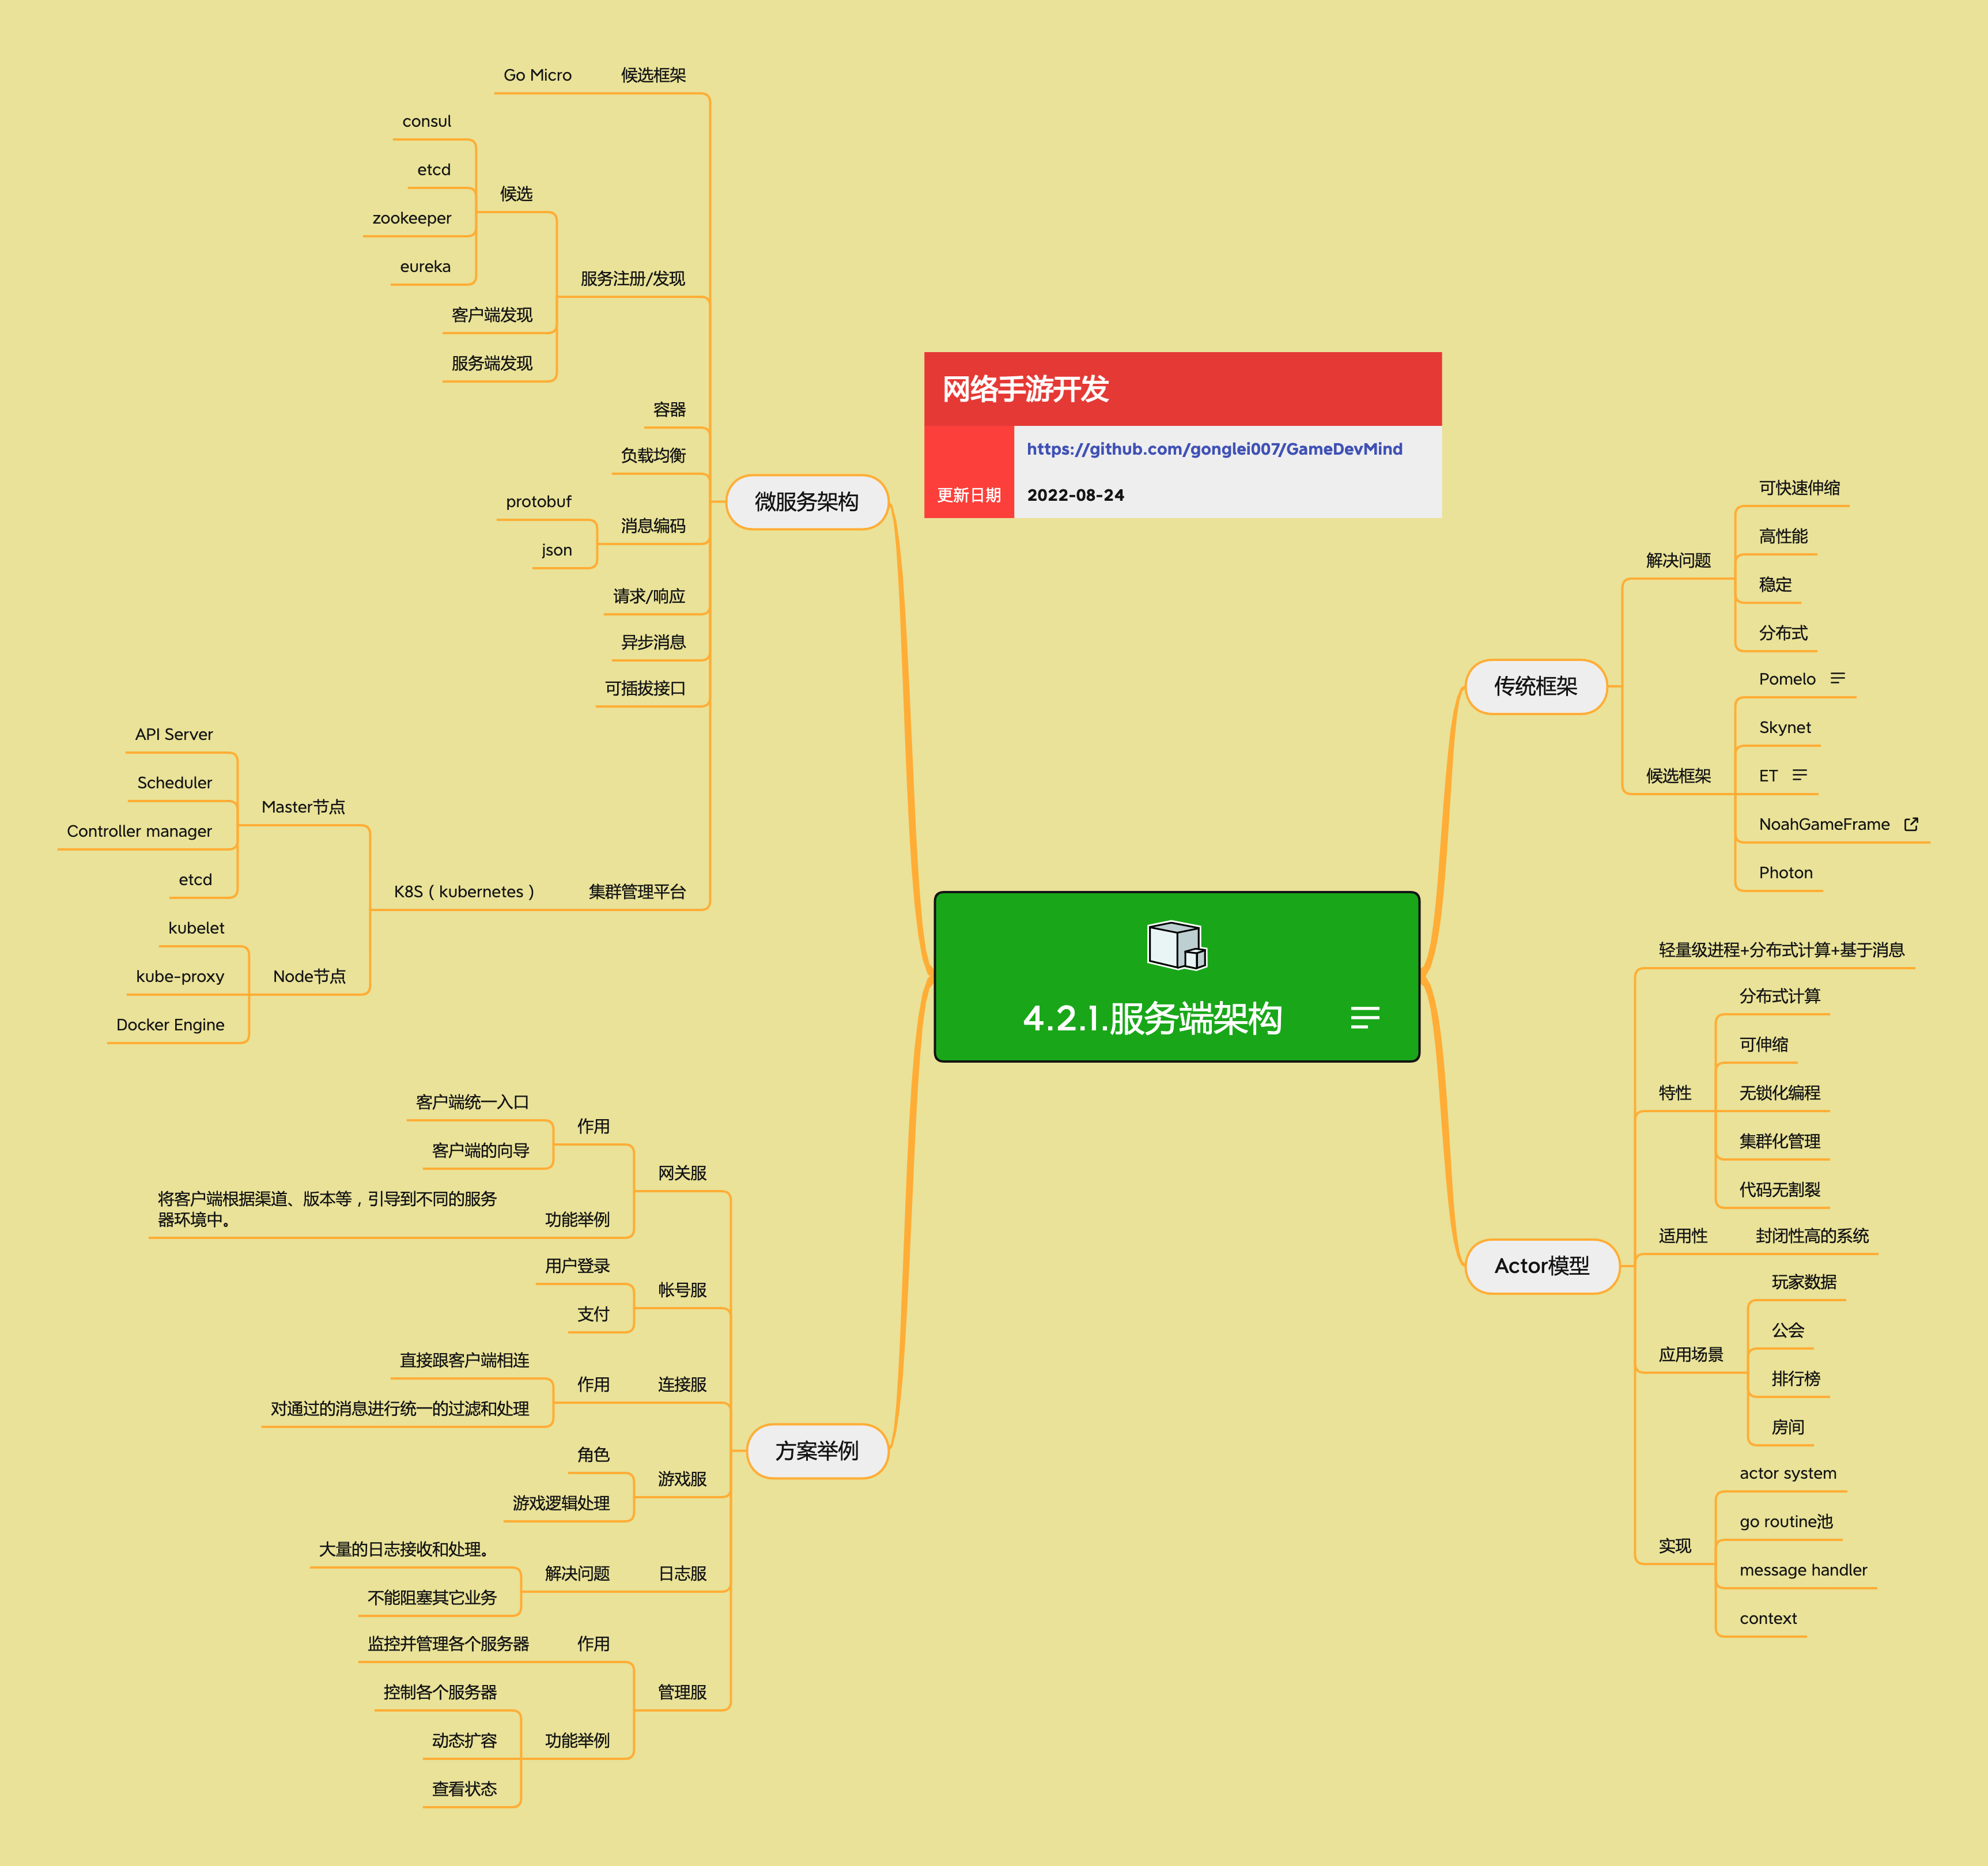 网络手游开发
https://github.com/gonglei007/GameDevMind
更新日期
2022-08-24
4.2.1.服务端架构
传统框架
解决问题
可快速伸缩
高性能
稳定
分布式
候选框架
Pomelo
Skynet
ET
NoahGameFrame
Photon
Actor模型
轻量级进程+分布式计算+基于消息
特性
分布式计算
可伸缩
无锁化编程
集群化管理
代码无割裂
适用性
封闭性高的系统
应用场景
玩家数据
公会
排行榜
房间
实现
actor system
go routine池
message handler
context
微服务架构
候选框架
Go Micro
服务注册/发现
候选
consul
etcd
zookeeper
eureka
客户端发现
服务端发现
容器
负载均衡
消息编码
protobuf
json
请求/响应
异步消息
可插拔接口
集群管理平台
K8S（kubernetes）
Master节点
API Server
Scheduler
Controller manager
etcd
Node节点
kubelet
kube-proxy
Docker Engine
方案举例
网关服
作用
客户端统一入口
客户端的向导
功能举例
将客户端根据渠道、版本等，引导到不同的服务
器环境中。
帐号服
用户登录
支付
连接服
作用
直接跟客户端相连
对通过的消息进行统一的过滤和处理
游戏服
角色
游戏逻辑处理
日志服
解决问题
大量的日志接收和处理。
不能阻塞其它业务
管理服
作用
监控并管理各个服务器
功能举例
控制各个服务器
动态扩容
查看状态